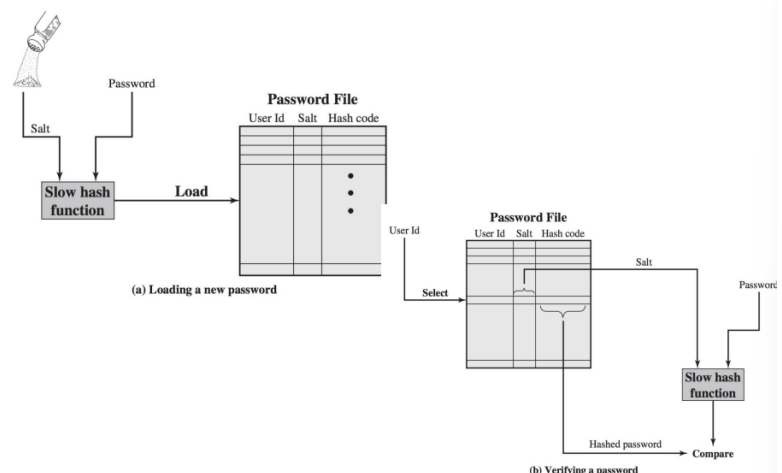 Password
Salt
Slow hash
function
Load
Password File
User Id Salt Hash code
(a) Loading a new password
User Id
Select
Password File
User Id Salt Hash code
Salt
Password
Slow hash
function
Hashed password
Compare
(b) Verifying a password